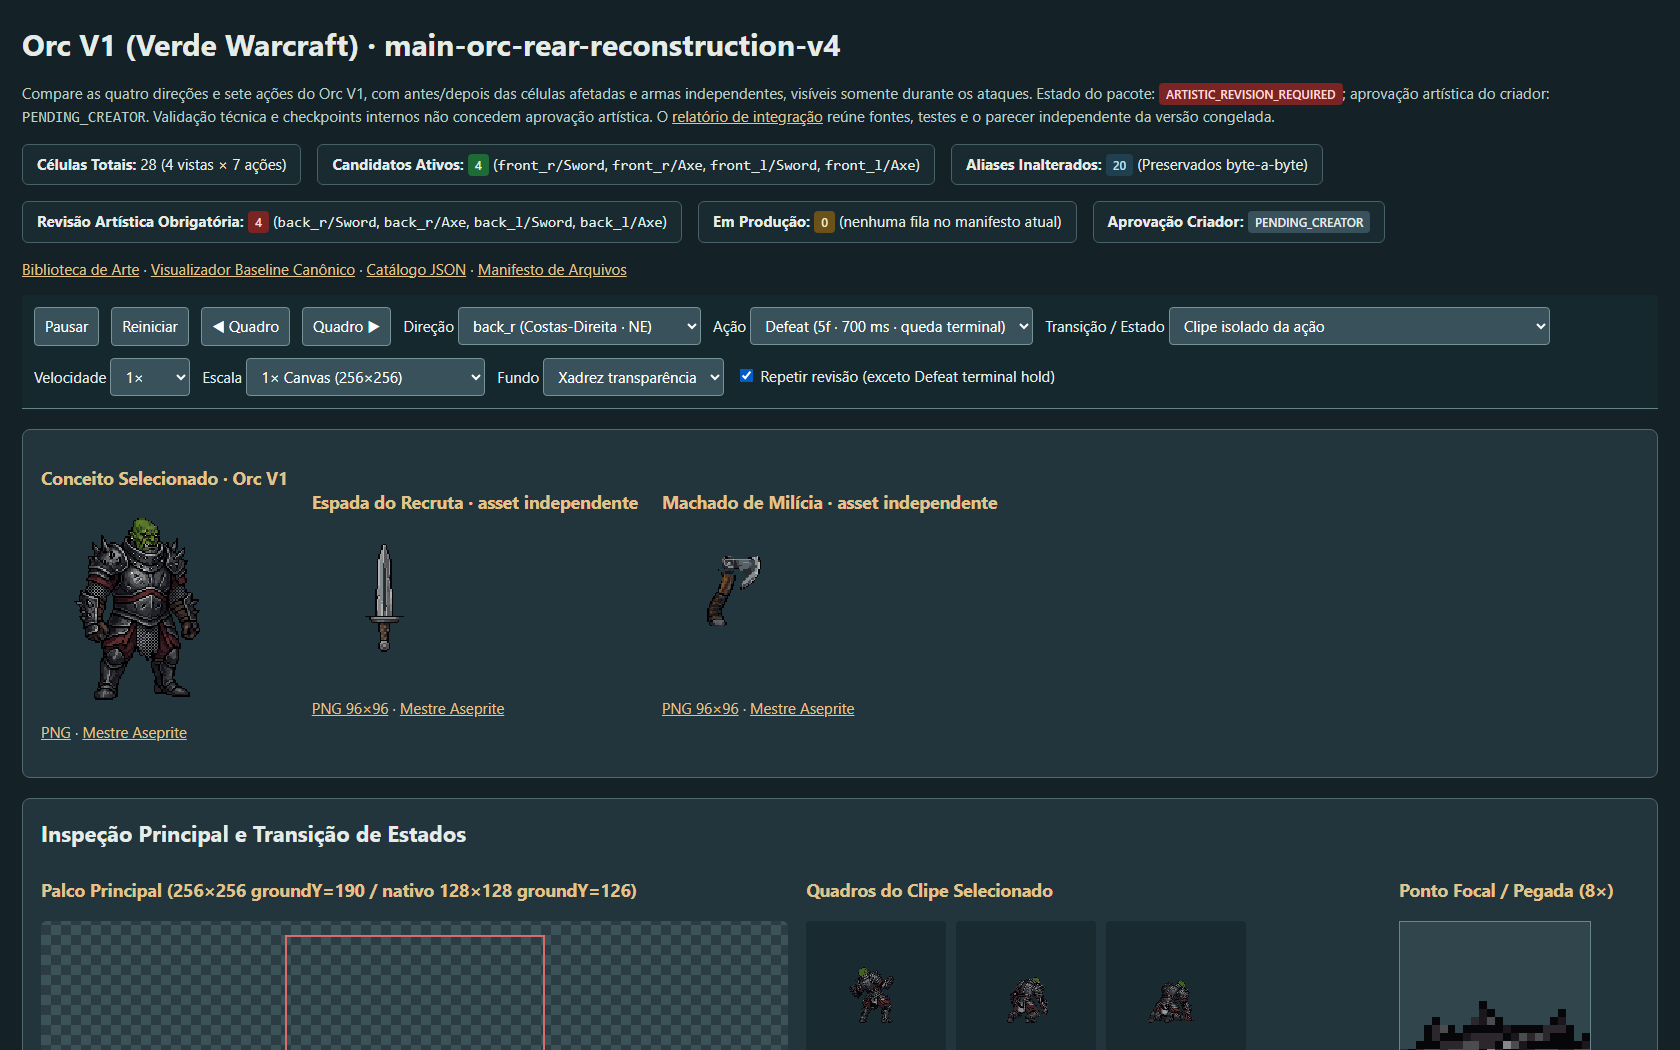 Orc V1 (Verde Warcraft) · main-orc-rear-reconstruction-v4
Compare as quatro direções e sete ações do Orc V1, com antes/depois das células afetadas e armas independentes, visíveis somente durante os ataques. Estado do pacote: ARTISTIC_REVISION_REQUIRED; aprovação artística do criador:
PENDING_CREATOR. Validação técnica e checkpoints internos não concedem aprovação artística. O relatório de integração reúne fontes, testes e o parecer independente da versão congelada.
Células Totais: 28 (4 vistas × 7 ações)
Candidatos Ativos: 4 (front_r/Sword, front_r/Axe, front_l/Sword, front_l/Axe)
Aliases Inalterados: 20 (Preservados byte-a-byte)
Revisão Artística Obrigatória: 4 (back_r/Sword, back_r/Axe, back_l/Sword, back_l/Axe)
Em Produção: 0 (nenhuma fila no manifesto atual)
Aprovação Criador: PENDING_CREATOR
Biblioteca de Arte · Visualizador Baseline Canônico · Catálogo JSON · Manifesto de Arquivos
Pausar Reiniciar ◀ Quadro Quadro ▶ Direção back_r (Costas-Direita · NE) Ação Defeat (5f · 700 ms · queda terminal) Transição / Estado Clipe isolado da ação
Velocidade 1× Escala 1× Canvas (256×256) Fundo Xadrez transparência Repetir revisão (exceto Defeat terminal hold)
Conceito Selecionado · Orc V1
Espada do Recruta · asset independente
Machado de Milícia · asset independente
PNG 96×96 · Mestre Aseprite
PNG 96×96 · Mestre Aseprite
PNG · Mestre Aseprite
Inspeção Principal e Transição de Estados
Palco Principal (256×256 groundY=190 / nativo 128×128 groundY=126)
Quadros do Clipe Selecionado
Ponto Focal / Pegada (8×)